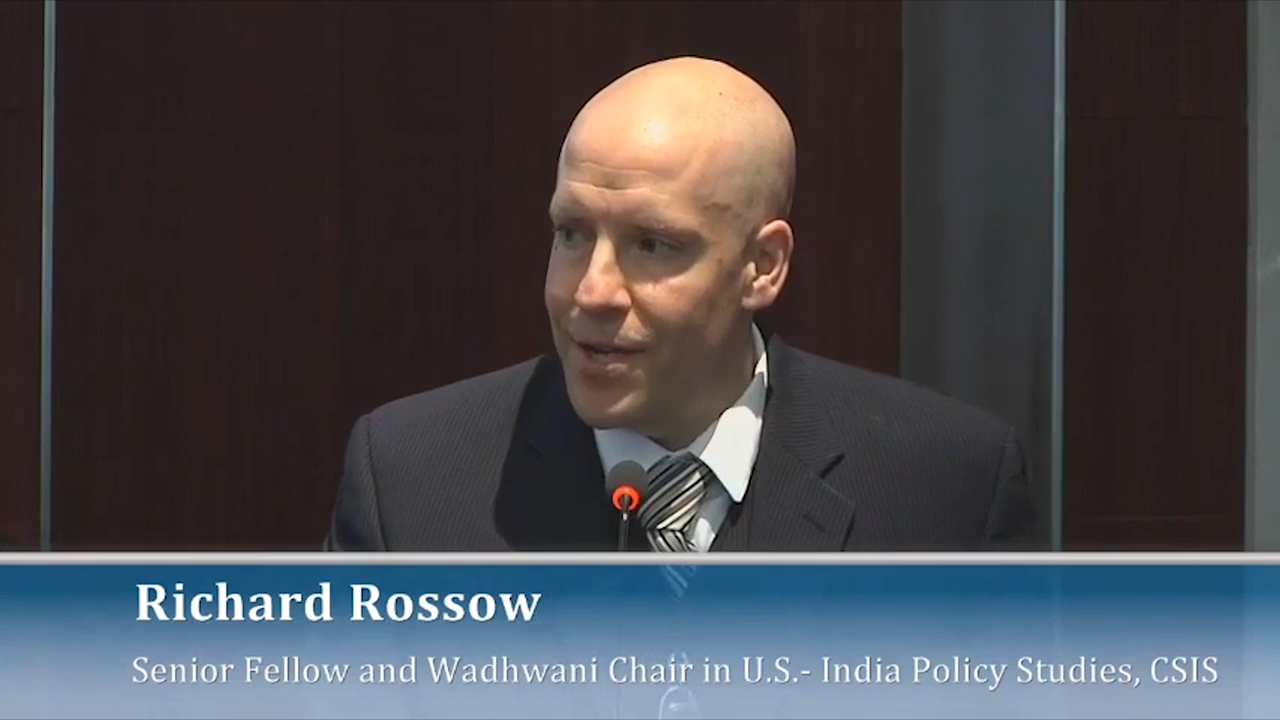 Richard Rossow
Senior Fellow and Wadhwani Chair in U.S.- India Policy Studies, CSIS